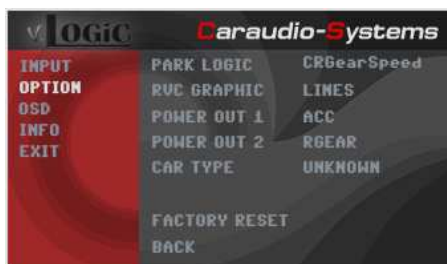 v LOGiC Caraudio-Systems
INPUT
OPTION
OSD
INFO
EXIT
PARK LOGIC CRGearSpeed
RVC GRAPHIC LINES
POWER OUT 1 ACC
POWER OUT 2 RGEAR
CAR TYPE UNKNOWN
FACTORY RESET
BACK